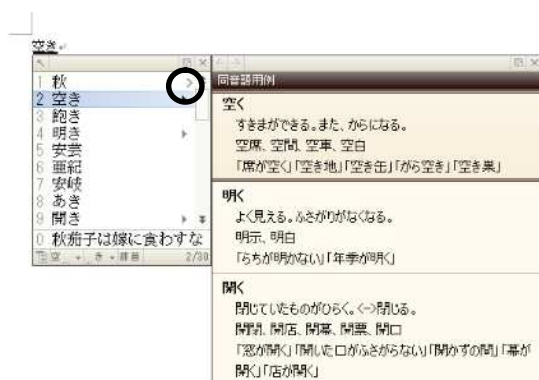 空き
1 秋
2 空き
3 飽き
4 明き
5 安芸
6 亜紀
7 安岐
8 あき
9 開き
0 秋茄子は嫁に食わすな
2/30
同音語用例
空く
すきまができる。また、からになる。
空席、空間、空車、空白
「席が空く」「空き地」「空き缶」「がら空き」「空き巣」
明く
よく見える。ふさがりがなくなる。
明示、明白
「らちが明かない」「年季が明く」
開く
閉じていたものがひらく。<->閉じる。
開閉、開店、開幕、開票、開口
「窓が開く」「開いた口がふさがらない」「開かずの間」「幕が
開く」「店が開く」